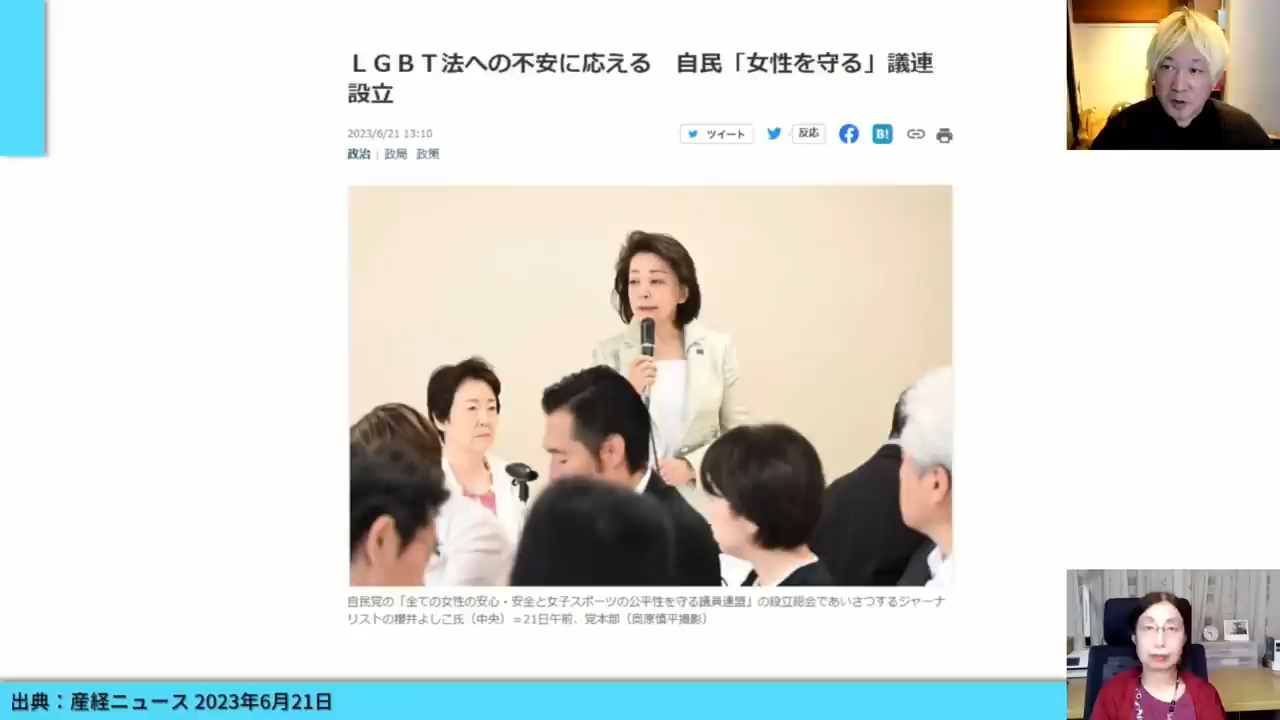 ＬＧＢＴ法への不安に応える　自民「女性を守る」議連
設立
2023/6/21 13:10
ツイート
反応
B!
政治 | 政局 政策
自民党の「全ての女性の安心・安全と女子スポーツの公平性を守る議員連盟」の設立総会であいさつするジャーナ
リストの櫻井よしこ氏（中央）＝21日午前、党本部（奥原慎平撮影）
出典：産経ニュース 2023年6月21日